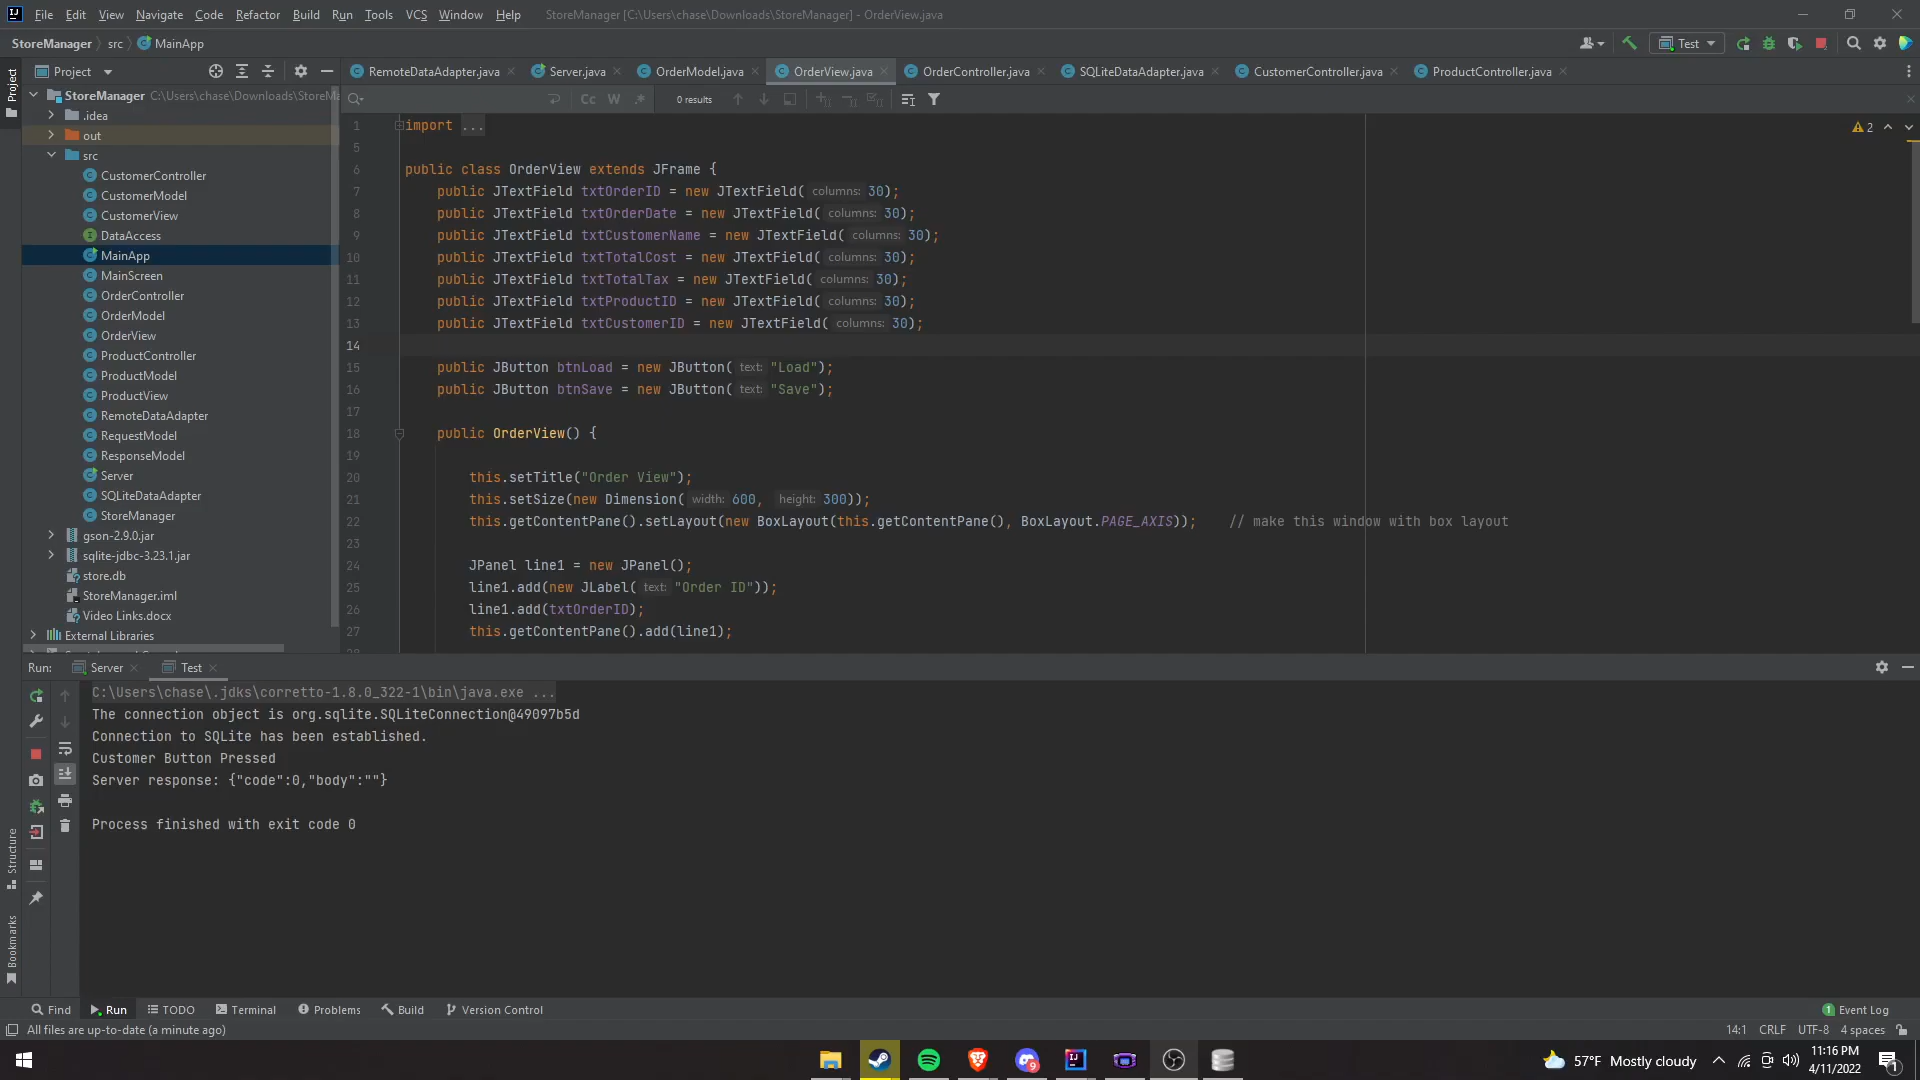 File Edit View Navigate Code Refactor Build Run Tools VCS Window Help StoreManager [C:\Users\chase\Downloads\StoreManager] - OrderView.java
StoreManager src MainApp Test
Project
Project
RemoteDataAdapter.java Server.java OrderModel.java OrderView.java OrderController.java SQLiteDataAdapter.java CustomerController.java ProductController.java
Cc W .* 0 results
StoreManager C:\Users\chase\Downloads\StoreMa
.idea
out
src
CustomerController
CustomerModel
CustomerView
DataAccess
MainApp
MainScreen
OrderController
OrderModel
OrderView
ProductController
ProductModel
ProductView
RemoteDataAdapter
RequestModel
ResponseModel
Server
SQLiteDataAdapter
StoreManager
gson-2.9.0.jar
sqlite-jdbc-3.23.1.jar
store.db
StoreManager.iml
Video Links.docx
External Libraries
2
1 import ...
5
6 public class OrderView extends JFrame {
7 public JTextField txtOrderID = new JTextField( columns: 30);
8 public JTextField txtOrderDate = new JTextField( columns: 30);
9 public JTextField txtCustomerName = new JTextField( columns: 30);
10 public JTextField txtTotalCost = new JTextField( columns: 30);
11 public JTextField txtTotalTax = new JTextField( columns: 30);
12 public JTextField txtProductID = new JTextField( columns: 30);
13 public JTextField txtCustomerID = new JTextField( columns: 30);
14
15 public JButton btnLoad = new JButton( text: "Load");
16 public JButton btnSave = new JButton( text: "Save");
17
18 public OrderView() {
19
20 this.setTitle("Order View");
21 this.setSize(new Dimension( width: 600, height: 300));
22 this.getContentPane().setLayout(new BoxLayout(this.getContentPane(), BoxLayout.PAGE_AXIS)); // make this window with box layout
23
24 JPanel line1 = new JPanel();
25 line1.add(new JLabel( text: "Order ID"));
26 line1.add(txtOrderID);
27 this.getContentPane().add(line1);
28
Run: Server Test
C:\Users\chase\.jdks\corretto-1.8.0_322-1\bin\java.exe ...
The connection object is org.sqlite.SQLiteConnection@49097b5d
Connection to SQLite has been established.
Customer Button Pressed
Server response: {"code":0,"body":""}
Process finished with exit code 0
Structure
Bookmarks
Find Run TODO Terminal Problems Build Version Control 1 Event Log
All files are up-to-date (a minute ago) 14:1 CRLF UTF-8 4 spaces
9 57°F Mostly cloudy 11:16 PM
4/11/2022 1